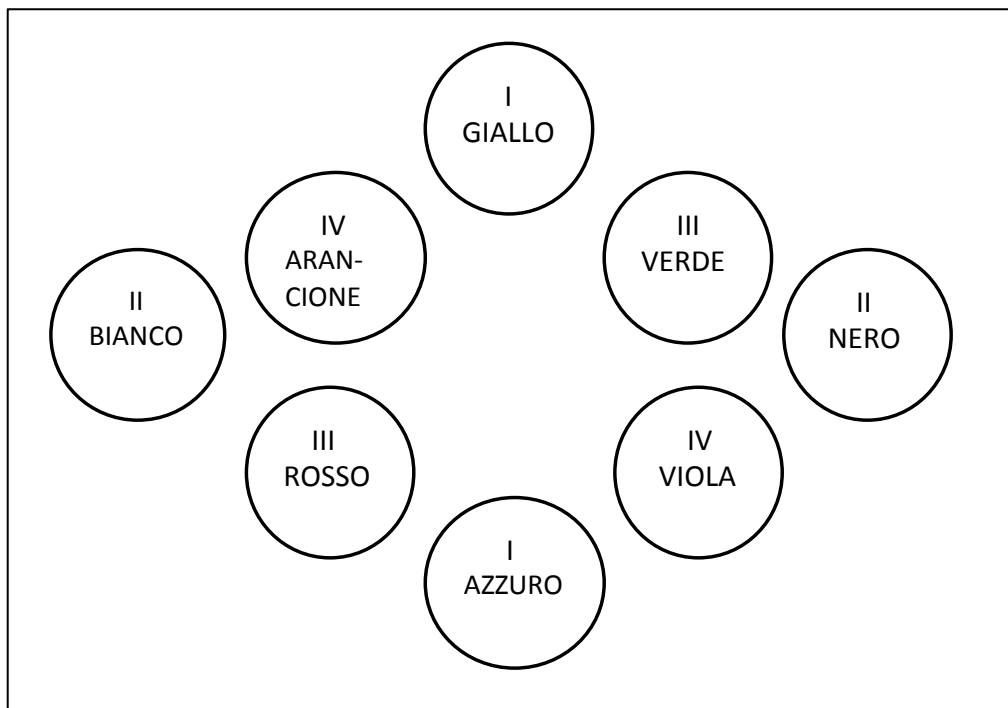 I
GIALLO
IV
ARAN-
CIONE
III
VERDE
II
BIANCO
II
NERO
III
ROSSO
IV
VIOLA
I
AZZURO